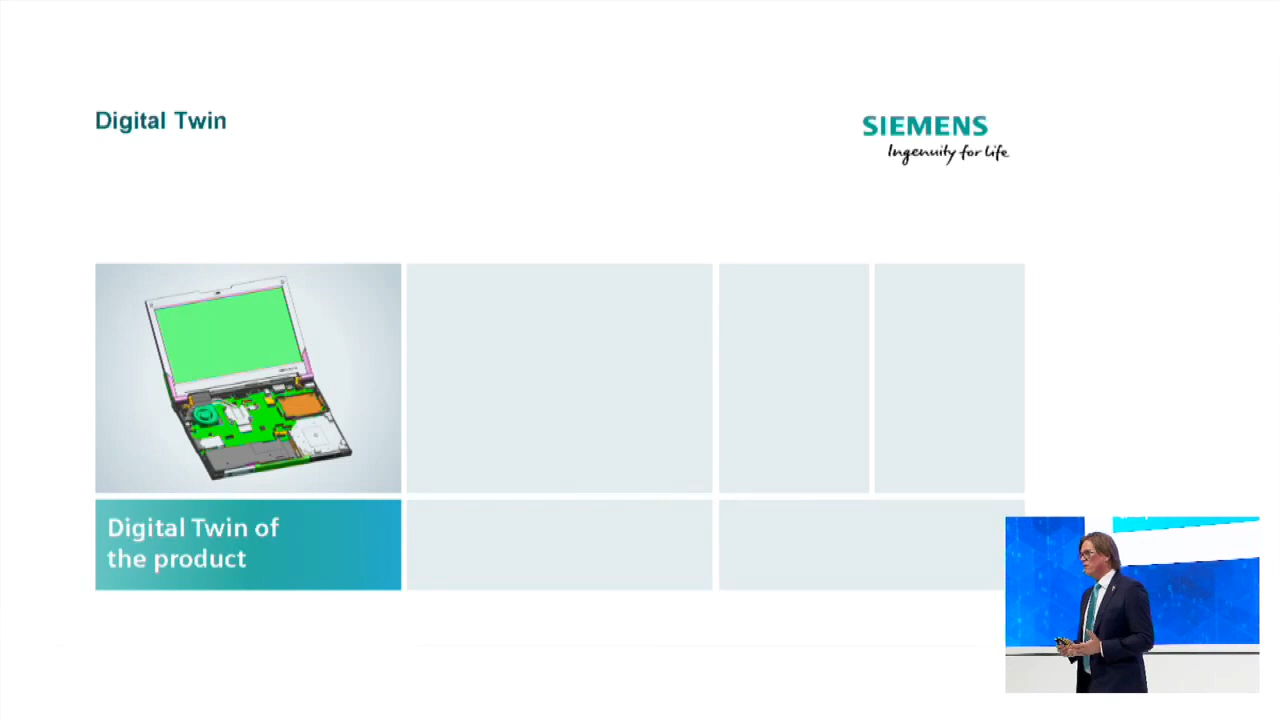 Digital Twin
SIEMENS
Ingenuity for life
Digital Twin of
the product